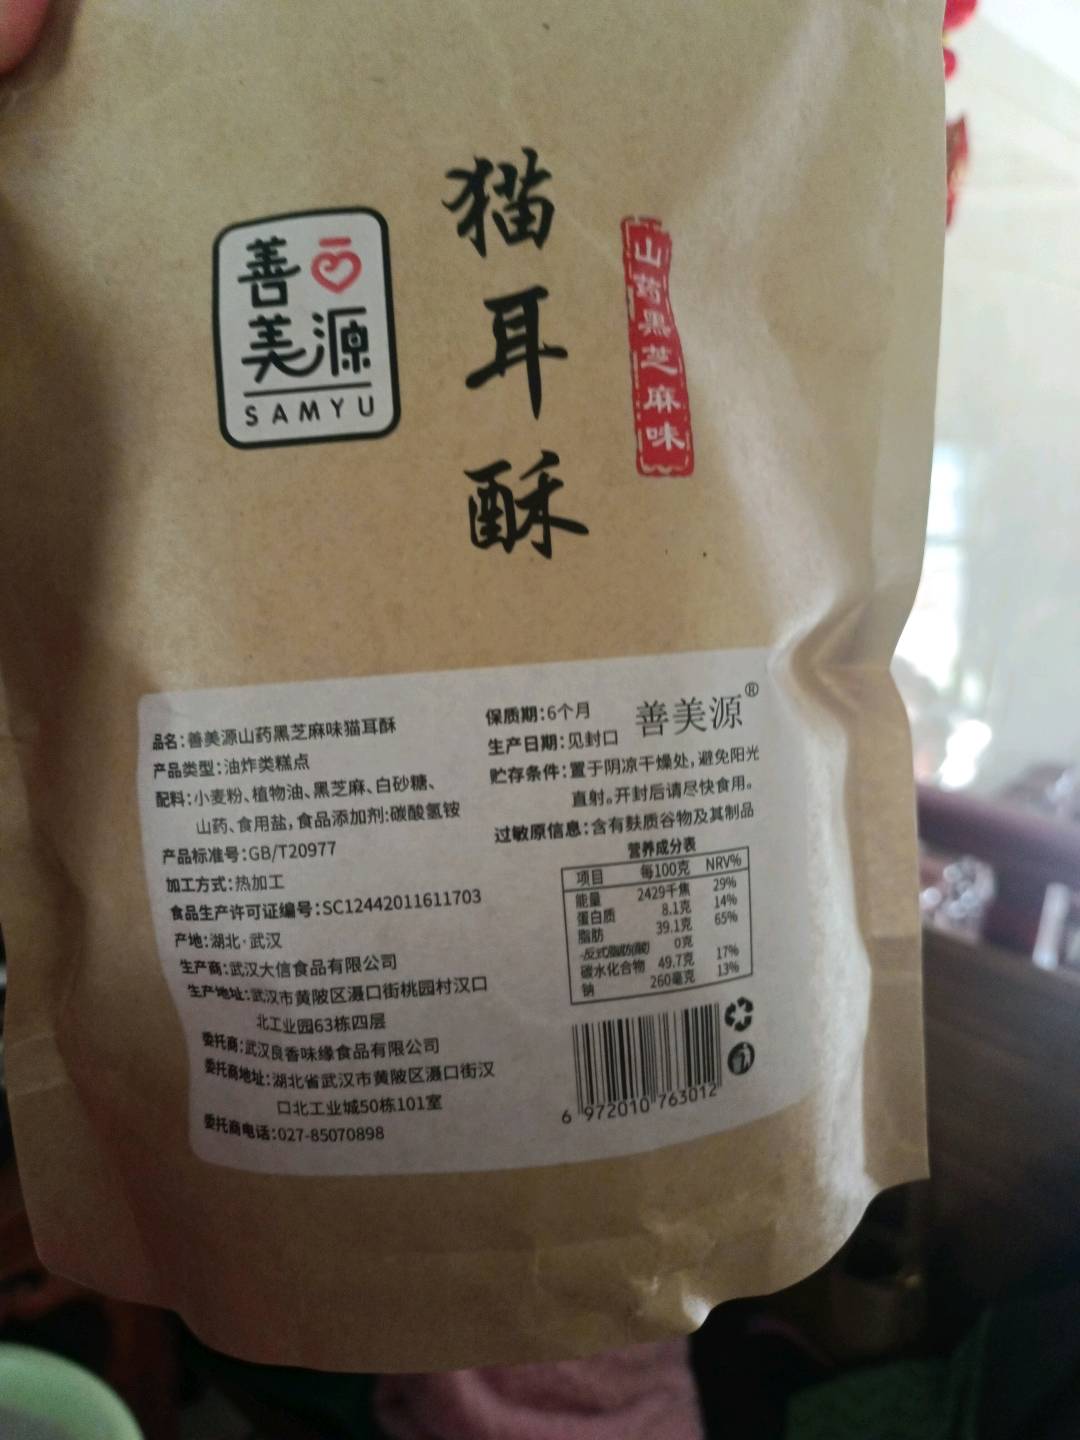 善
美源
SAMYU
猫耳酥
山药黑芝麻味
品名:善美源山药黑芝麻味猫耳酥
产品类型:油炸类糕点
配料:小麦粉、植物油、黑芝麻、白砂糖、
山药、食用盐,食品添加剂:碳酸氢铵
产品标准号:GB/T20977
加工方式:热加工
食品生产许可证编号:SC12442011611703
产地:湖北·武汉
生产商:武汉大信食品有限公司
生产地址:武汉市黄陂区滠口街桃园村汉口
北工业园63栋四层
委托商:武汉良香味缘食品有限公司
委托商地址:湖北省武汉市黄陂区滠口街汉
口北工业城50栋101室
委托商电话:027-85070898
保质期:6个月
善美源®
生产日期:见封口
贮存条件:置于阴凉干燥处,避免阳光
直射。开封后请尽快食用。
过敏原信息:含有麸质谷物及其制品
营养成分表
项目 每100克 NRV%
能量 2429千焦 29%
蛋白质 8.1克 14%
脂肪 39.1克 65%
-反式脂肪(酸) 0克
碳水化合物 49.7克 17%
钠 260毫克 13%
6 972010 763012